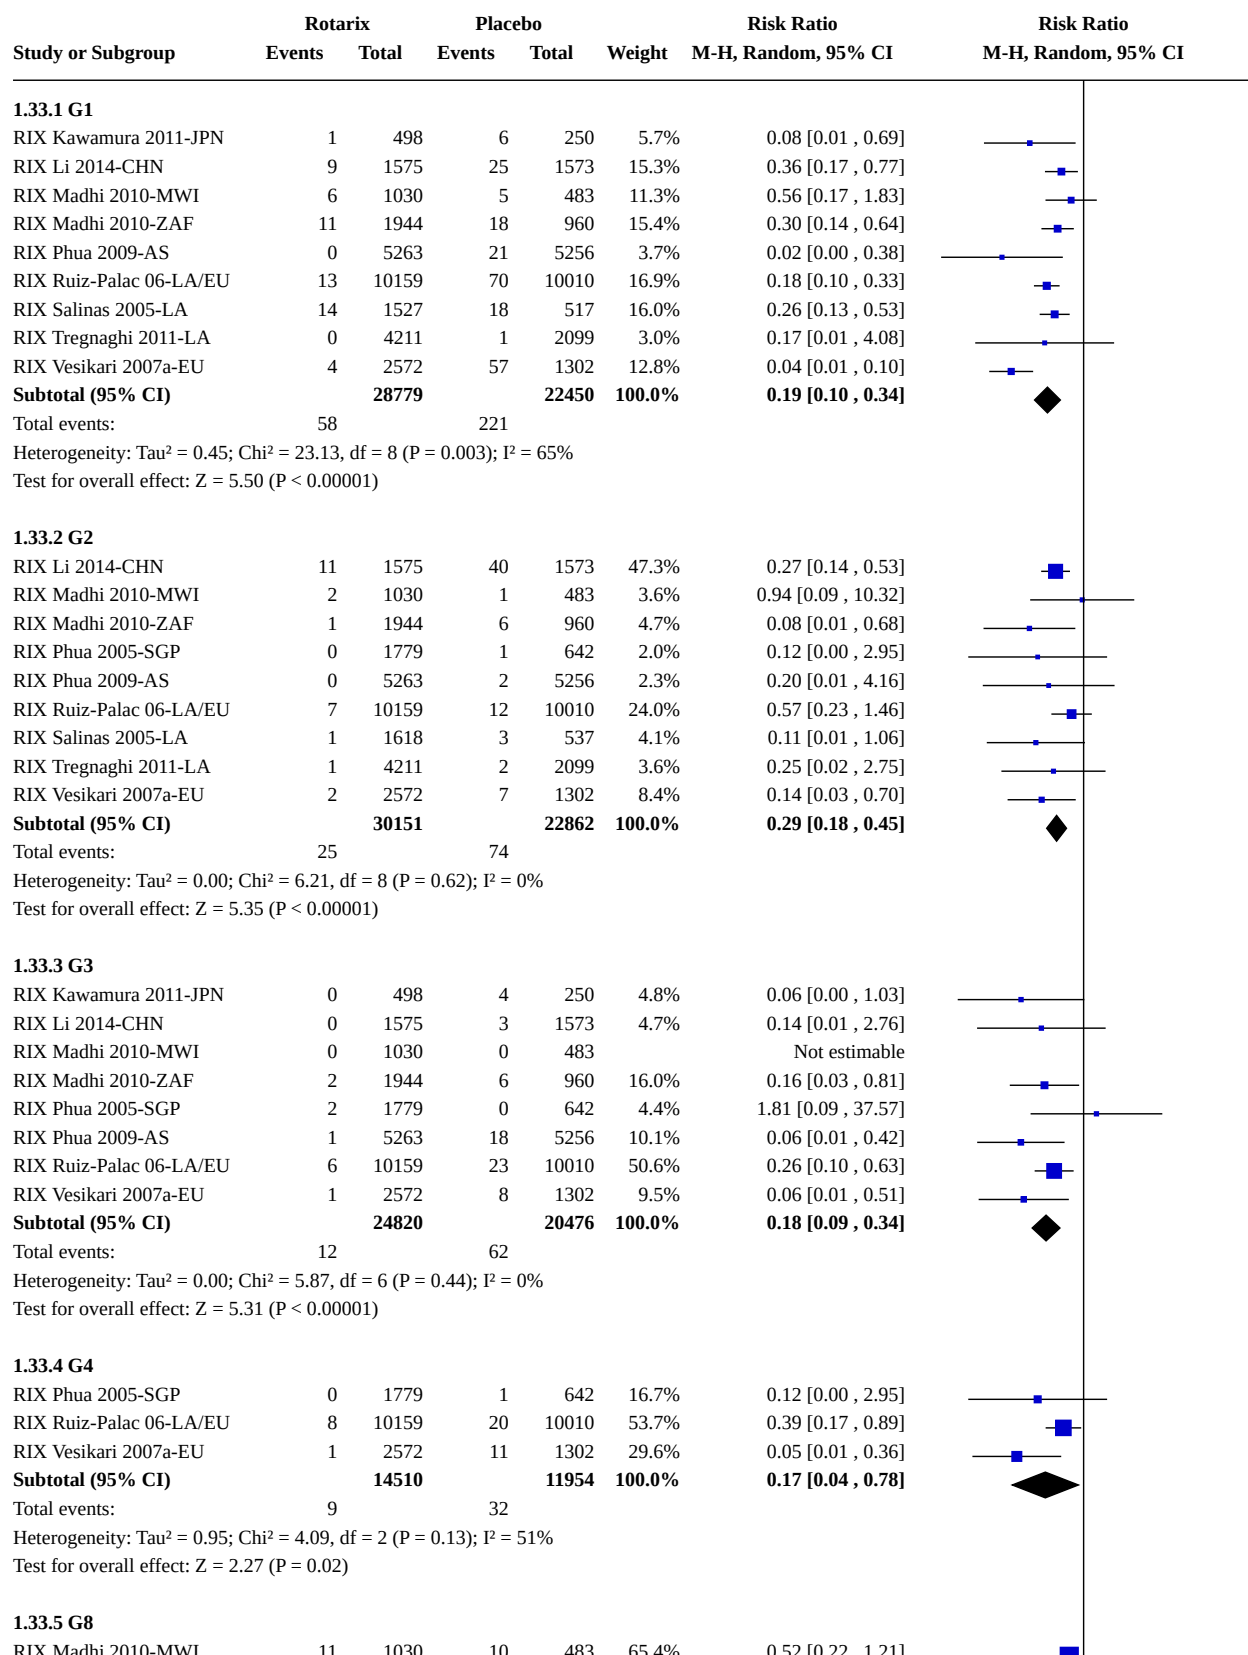 Rotarix Placebo Risk Ratio Risk Ratio
Study or Subgroup Events Total Events Total Weight M-H, Random, 95% CI M-H, Random, 95% CI
1.33.1 G1
RIX Kawamura 2011-JPN 1 498 6 250 5.7% 0.08 [0.01 , 0.69]
RIX Li 2014-CHN 9 1575 25 1573 15.3% 0.36 [0.17 , 0.77]
RIX Madhi 2010-MWI 6 1030 5 483 11.3% 0.56 [0.17 , 1.83]
RIX Madhi 2010-ZAF 11 1944 18 960 15.4% 0.30 [0.14 , 0.64]
RIX Phua 2009-AS 0 5263 21 5256 3.7% 0.02 [0.00 , 0.38]
RIX Ruiz-Palac 06-LA/EU 13 10159 70 10010 16.9% 0.18 [0.10 , 0.33]
RIX Salinas 2005-LA 14 1527 18 517 16.0% 0.26 [0.13 , 0.53]
RIX Tregnaghi 2011-LA 0 4211 1 2099 3.0% 0.17 [0.01 , 4.08]
RIX Vesikari 2007a-EU 4 2572 57 1302 12.8% 0.04 [0.01 , 0.10]
Subtotal (95% CI) 28779 22450 100.0% 0.19 [0.10 , 0.34]
Total events: 58 221
Heterogeneity: Tau² = 0.45; Chi² = 23.13, df = 8 (P = 0.003); I² = 65%
Test for overall effect: Z = 5.50 (P < 0.00001)
1.33.2 G2
RIX Li 2014-CHN 11 1575 40 1573 47.3% 0.27 [0.14 , 0.53]
RIX Madhi 2010-MWI 2 1030 1 483 3.6% 0.94 [0.09 , 10.32]
RIX Madhi 2010-ZAF 1 1944 6 960 4.7% 0.08 [0.01 , 0.68]
RIX Phua 2005-SGP 0 1779 1 642 2.0% 0.12 [0.00 , 2.95]
RIX Phua 2009-AS 0 5263 2 5256 2.3% 0.20 [0.01 , 4.16]
RIX Ruiz-Palac 06-LA/EU 7 10159 12 10010 24.0% 0.57 [0.23 , 1.46]
RIX Salinas 2005-LA 1 1618 3 537 4.1% 0.11 [0.01 , 1.06]
RIX Tregnaghi 2011-LA 1 4211 2 2099 3.6% 0.25 [0.02 , 2.75]
RIX Vesikari 2007a-EU 2 2572 7 1302 8.4% 0.14 [0.03 , 0.70]
Subtotal (95% CI) 30151 22862 100.0% 0.29 [0.18 , 0.45]
Total events: 25 74
Heterogeneity: Tau² = 0.00; Chi² = 6.21, df = 8 (P = 0.62); I² = 0%
Test for overall effect: Z = 5.35 (P < 0.00001)
1.33.3 G3
RIX Kawamura 2011-JPN 0 498 4 250 4.8% 0.06 [0.00 , 1.03]
RIX Li 2014-CHN 0 1575 3 1573 4.7% 0.14 [0.01 , 2.76]
RIX Madhi 2010-MWI 0 1030 0 483 Not estimable
RIX Madhi 2010-ZAF 2 1944 6 960 16.0% 0.16 [0.03 , 0.81]
RIX Phua 2005-SGP 2 1779 0 642 4.4% 1.81 [0.09 , 37.57]
RIX Phua 2009-AS 1 5263 18 5256 10.1% 0.06 [0.01 , 0.42]
RIX Ruiz-Palac 06-LA/EU 6 10159 23 10010 50.6% 0.26 [0.10 , 0.63]
RIX Vesikari 2007a-EU 1 2572 8 1302 9.5% 0.06 [0.01 , 0.51]
Subtotal (95% CI) 24820 20476 100.0% 0.18 [0.09 , 0.34]
Total events: 12 62
Heterogeneity: Tau² = 0.00; Chi² = 5.87, df = 6 (P = 0.44); I² = 0%
Test for overall effect: Z = 5.31 (P < 0.00001)
1.33.4 G4
RIX Phua 2005-SGP 0 1779 1 642 16.7% 0.12 [0.00 , 2.95]
RIX Ruiz-Palac 06-LA/EU 8 10159 20 10010 53.7% 0.39 [0.17 , 0.89]
RIX Vesikari 2007a-EU 1 2572 11 1302 29.6% 0.05 [0.01 , 0.36]
Subtotal (95% CI) 14510 11954 100.0% 0.17 [0.04 , 0.78]
Total events: 9 32
Heterogeneity: Tau² = 0.95; Chi² = 4.09, df = 2 (P = 0.13); I² = 51%
Test for overall effect: Z = 2.27 (P = 0.02)
1.33.5 G8
RIX Madhi 2010-MWI 11 1030 10 483 65.4% 0.52 [0.22 , 1.21]